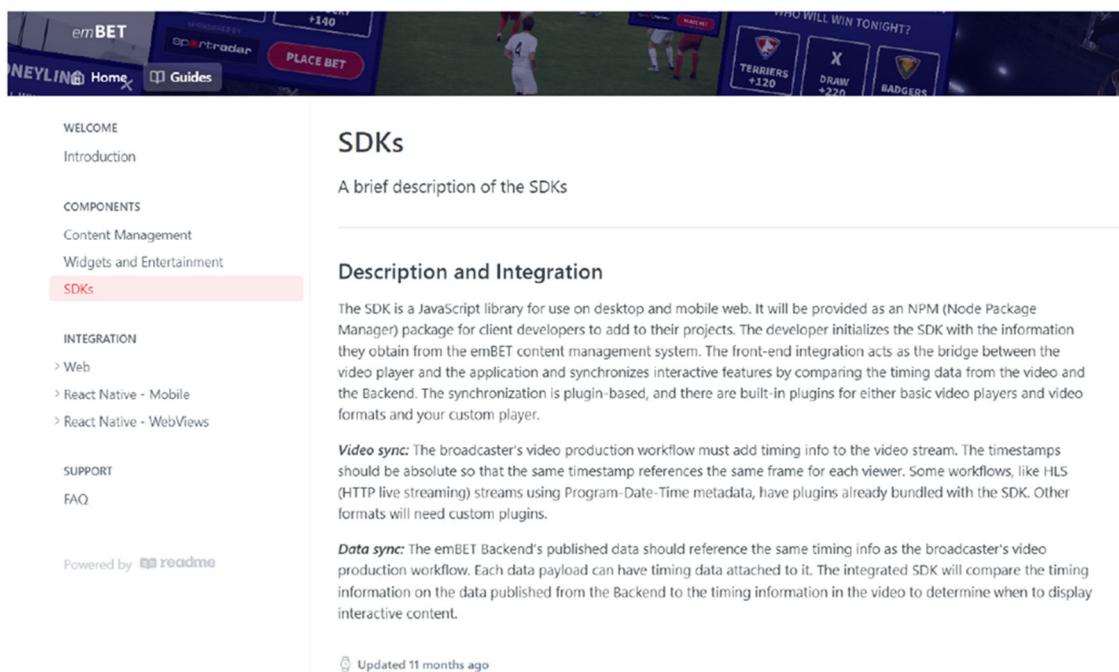 emBET
+140
sportradar
PLACE BET
PLACE BET
WHO WILL WIN TONIGHT?
TERRIERS
+120
X
DRAW
+220
BADGERS
Home
Guides
WELCOME
Introduction
COMPONENTS
Content Management
Widgets and Entertainment
SDKs
INTEGRATION
> Web
> React Native - Mobile
> React Native - WebViews
SUPPORT
FAQ
Powered by readme
SDKs
A brief description of the SDKs
Description and Integration
The SDK is a JavaScript library for use on desktop and mobile web. It will be provided as an NPM (Node Package
Manager) package for client developers to add to their projects. The developer initializes the SDK with the information
they obtain from the emBET content management system. The front-end integration acts as the bridge between the
video player and the application and synchronizes interactive features by comparing the timing data from the video and
the Backend. The synchronization is plugin-based, and there are built-in plugins for either basic video players and video
formats and your custom player.
Video sync: The broadcaster's video production workflow must add timing info to the video stream. The timestamps
should be absolute so that the same timestamp references the same frame for each viewer. Some workflows, like HLS
(HTTP live streaming) streams using Program-Date-Time metadata, have plugins already bundled with the SDK. Other
formats will need custom plugins.
Data sync: The emBET Backend's published data should reference the same timing info as the broadcaster's video
production workflow. Each data payload can have timing data attached to it. The integrated SDK will compare the timing
information on the data published from the Backend to the timing information in the video to determine when to display
interactive content.
Updated 11 months ago